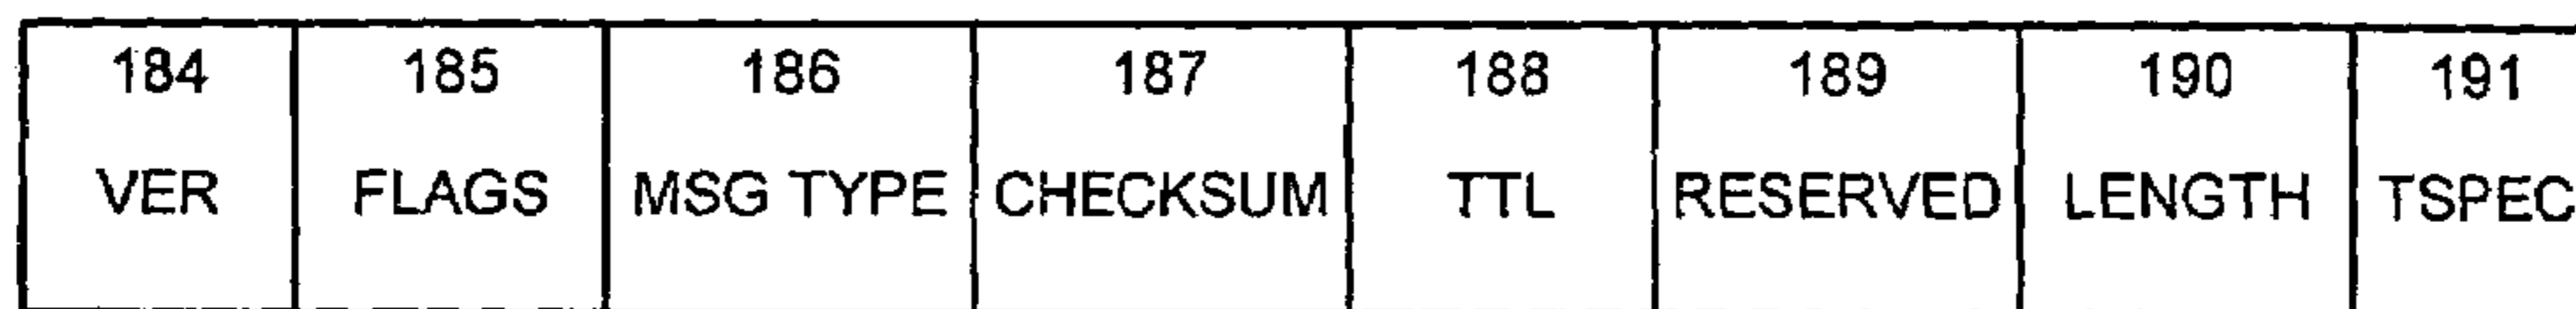 184 185 186 187 188 189 190 191
VER FLAGS MSG TYPE CHECKSUM TTL RESERVED LENGTH TSPEC